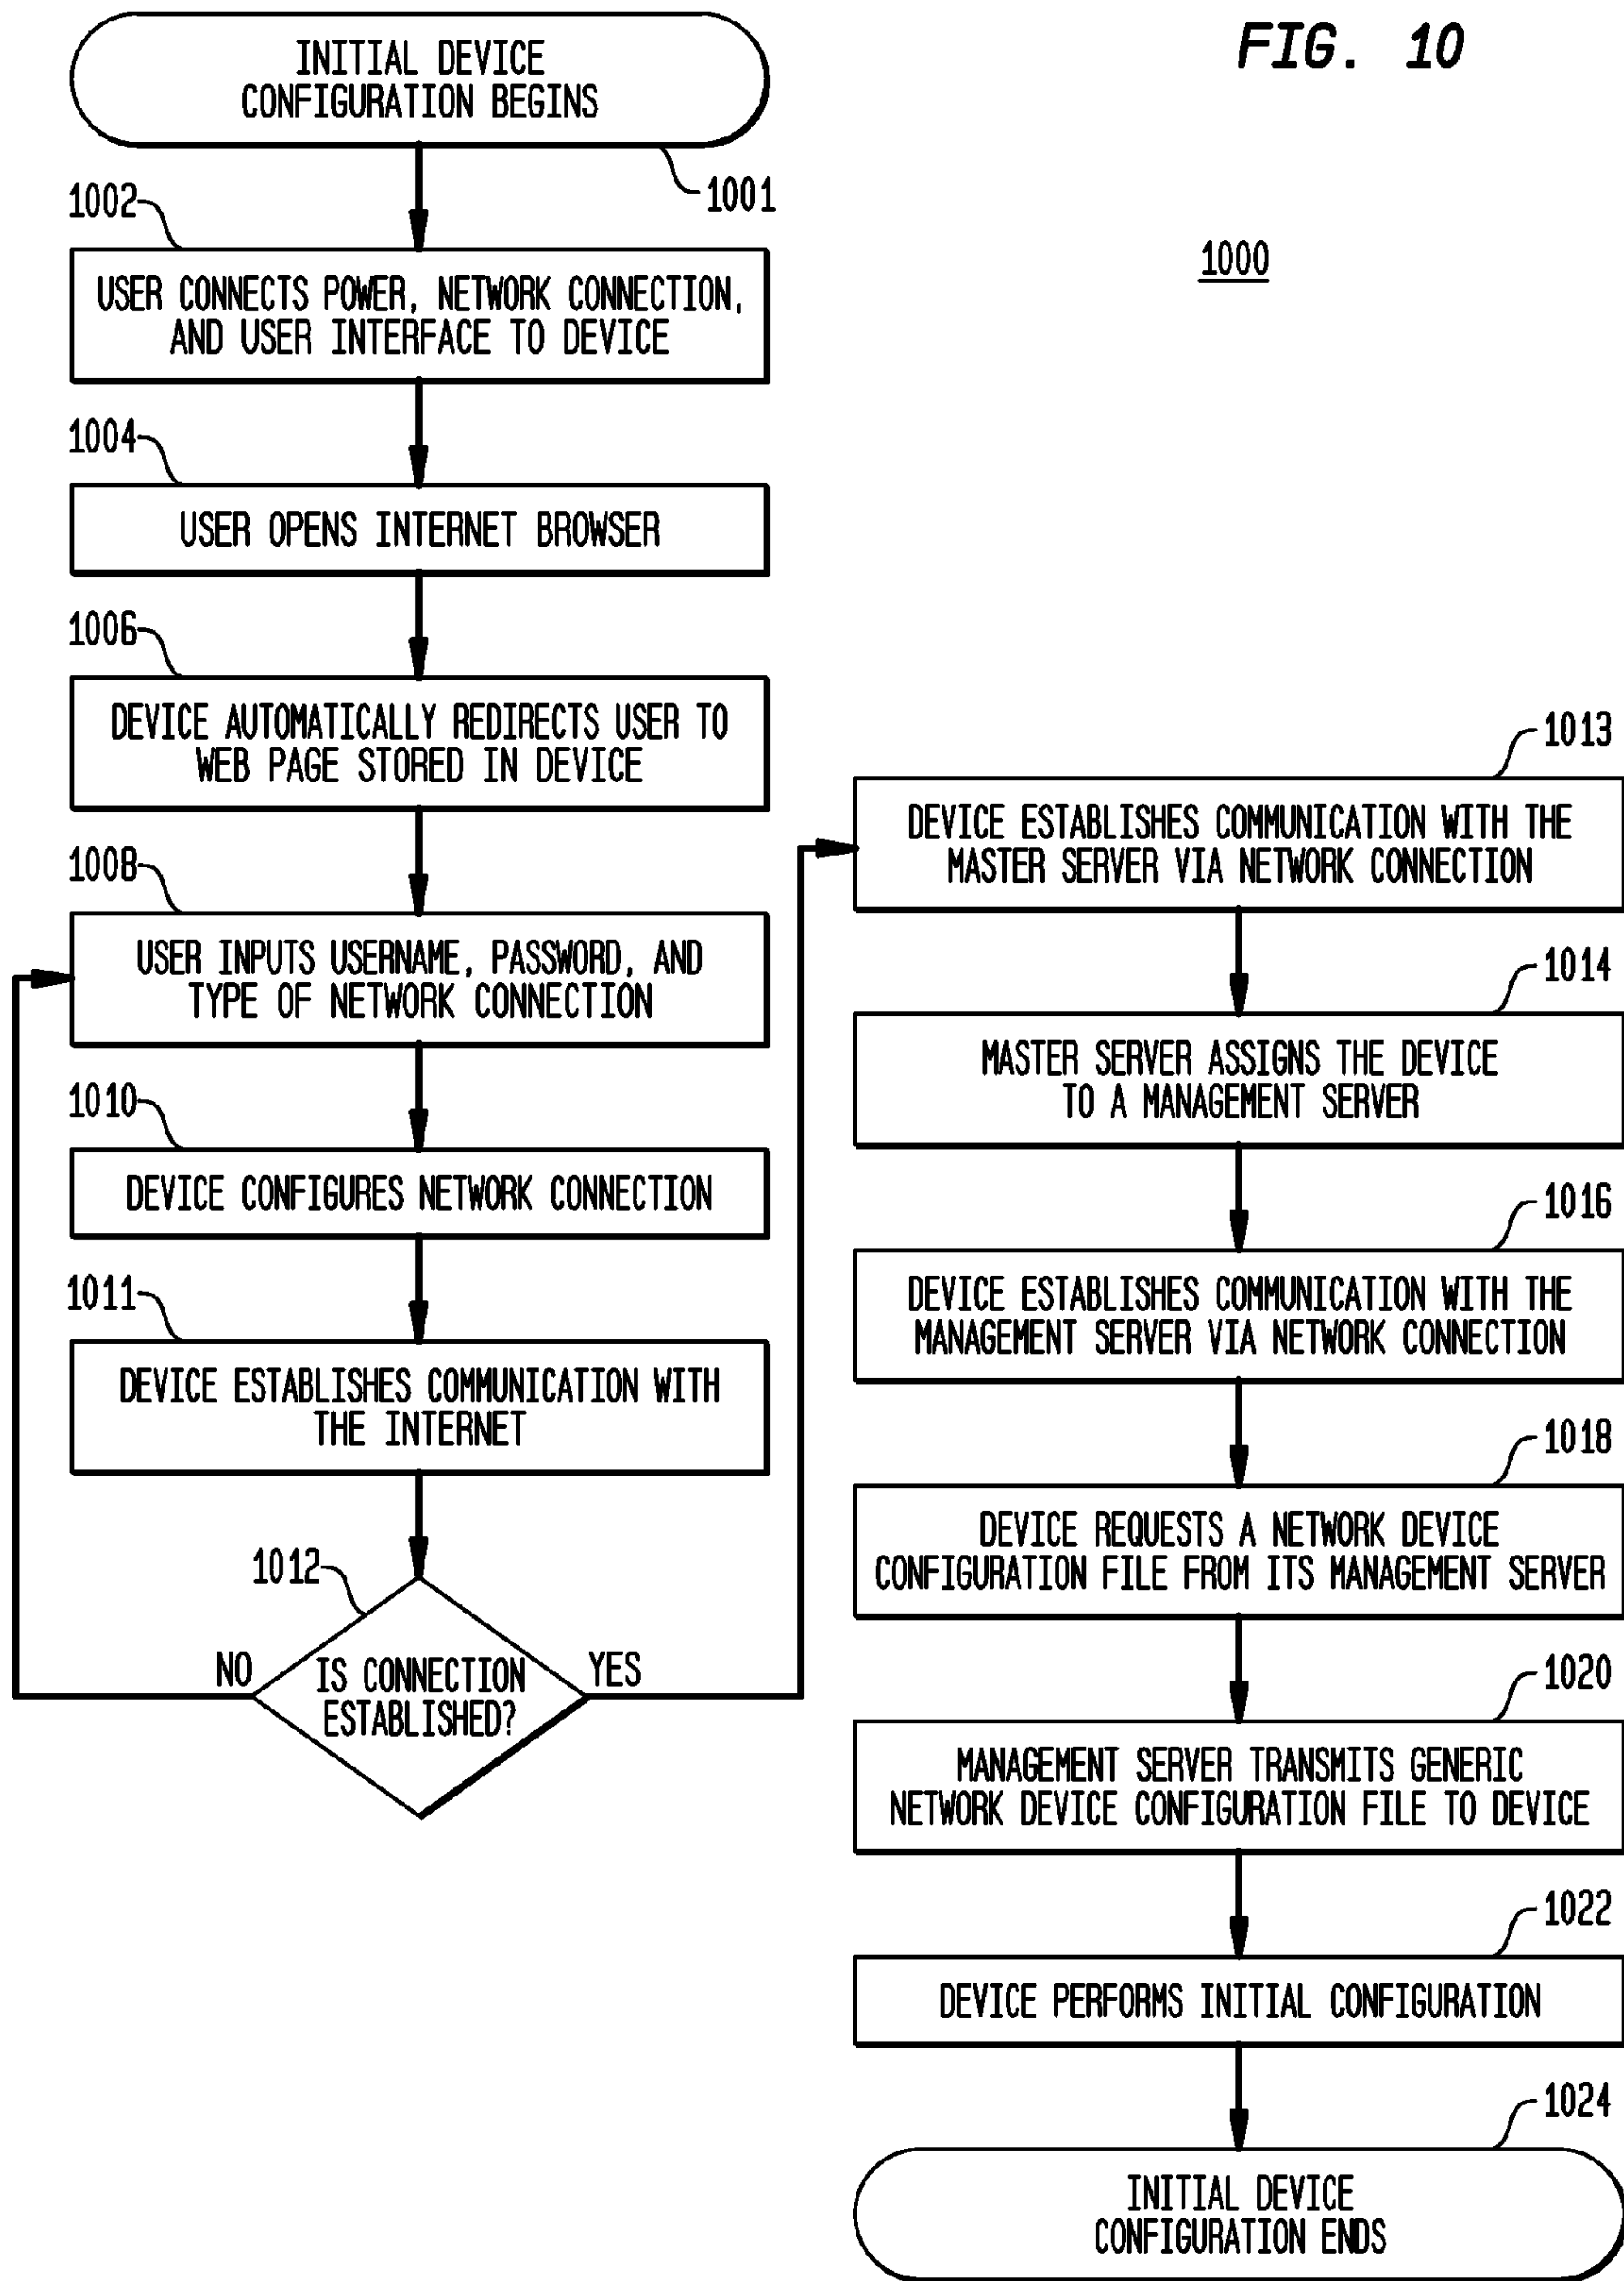 FIG. 10
1000
INITIAL DEVICE
CONFIGURATION BEGINS
1001
1002
USER CONNECTS POWER, NETWORK CONNECTION,
AND USER INTERFACE TO DEVICE
1004
USER OPENS INTERNET BROWSER
1006
DEVICE AUTOMATICALLY REDIRECTS USER TO
WEB PAGE STORED IN DEVICE
1008
USER INPUTS USERNAME, PASSWORD, AND
TYPE OF NETWORK CONNECTION
1010
DEVICE CONFIGURES NETWORK CONNECTION
1011
DEVICE ESTABLISHES COMMUNICATION WITH
THE INTERNET
1012
IS CONNECTION
ESTABLISHED?
NO
YES
1013
DEVICE ESTABLISHES COMMUNICATION WITH THE
MASTER SERVER VIA NETWORK CONNECTION
1014
MASTER SERVER ASSIGNS THE DEVICE
TO A MANAGEMENT SERVER
1016
DEVICE ESTABLISHES COMMUNICATION WITH THE
MANAGEMENT SERVER VIA NETWORK CONNECTION
1018
DEVICE REQUESTS A NETWORK DEVICE
CONFIGURATION FILE FROM ITS MANAGEMENT SERVER
1020
MANAGEMENT SERVER TRANSMITS GENERIC
NETWORK DEVICE CONFIGURATION FILE TO DEVICE
1022
DEVICE PERFORMS INITIAL CONFIGURATION
1024
INITIAL DEVICE
CONFIGURATION ENDS